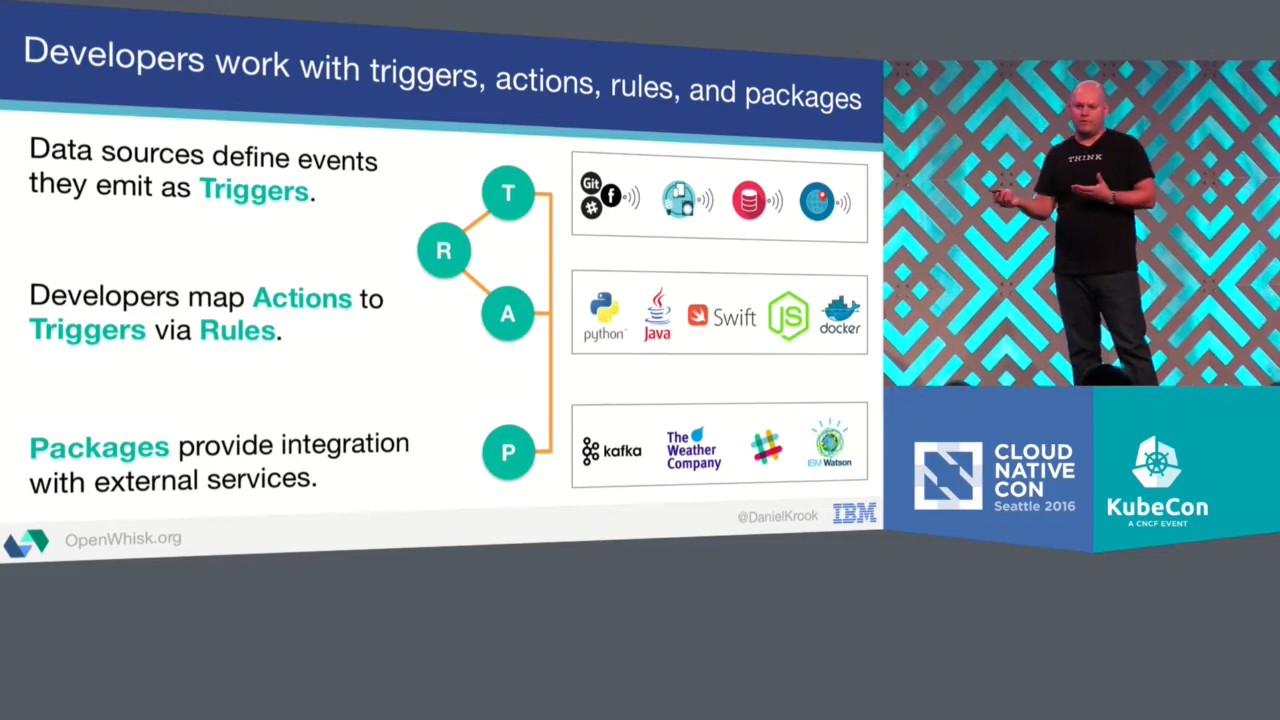 Developers work with triggers, actions, rules, and packages
Data sources define events
they emit as Triggers.
T
Git
f
#
R
Developers map Actions to
Triggers via Rules.
A
python
Java
Swift
JS
docker
Packages provide integration
with external services.
P
kafka
The
Weather
Company
IBM Watson
OpenWhisk.org
@DanielKrook
IBM
THINK
CLOUD
NATIVE
CON
Seattle 2016
KubeCon
A CNCF EVENT